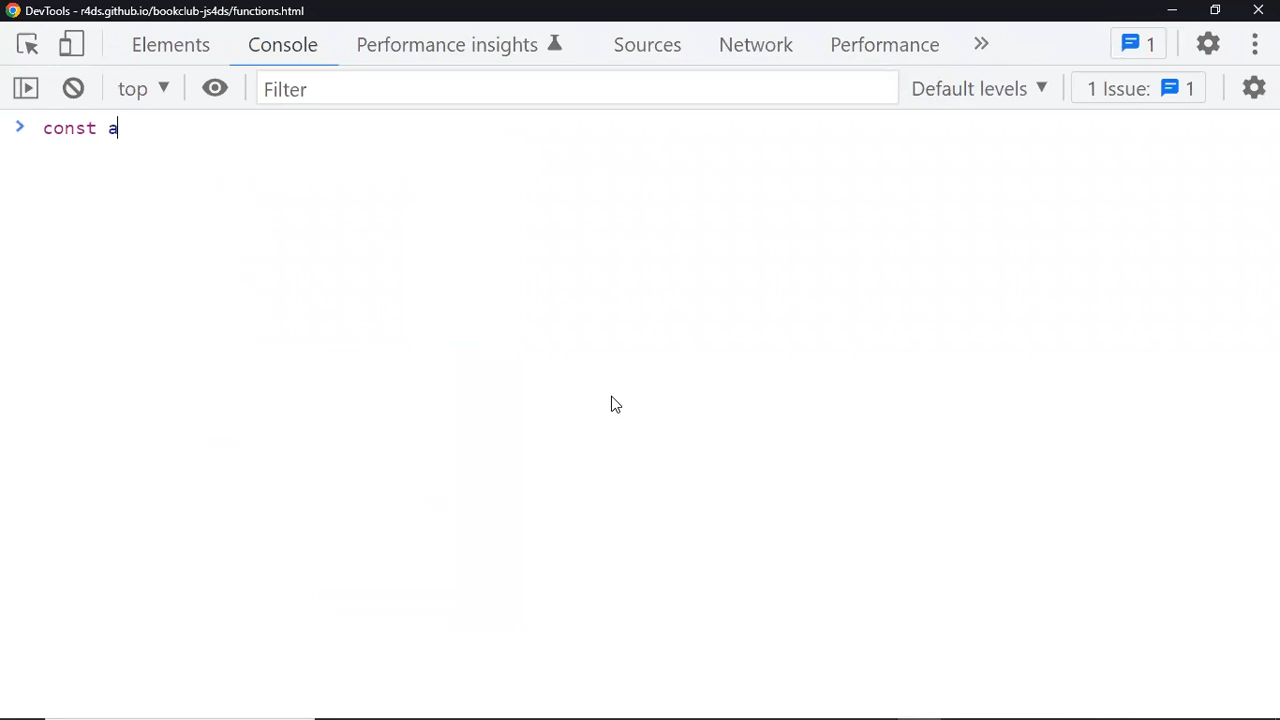 DevTools - r4ds.github.io/bookclub-js4ds/functions.html
Elements Console Performance insights Sources Network Performance 1
top Filter Default levels 1 Issue: 1
const a